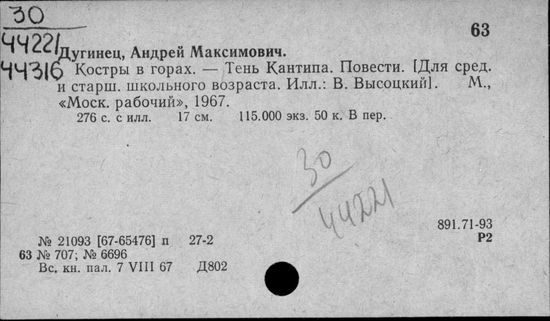 30
44221
44316
63
Дугинец, Андрей Максимович.
Костры в горах. — Тень Кантипа. Повести. [Для сред.
и старш. школьного возраста. Илл.: В. Высоцкий]. М.,
«Моск. рабочий», 1967.
276 с. с илл. 17 см. 115.000 экз. 50 к. В пер.
30
44221
891.71-93
Р2
№ 21093 [67-65476] п 27-2
63 № 707; № 6696
Вс. кн. пал. 7 VIII 67 Д802